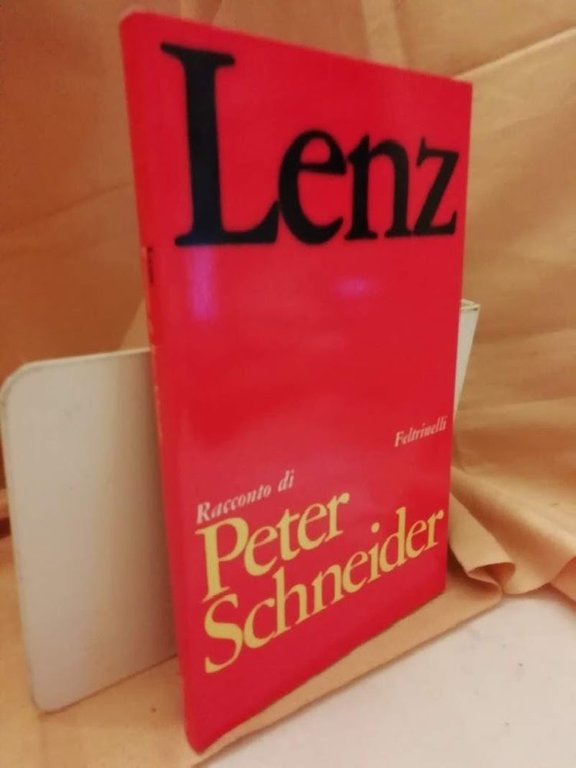 Lenz
Feltrinelli
Racconto di
Peter
Schneider